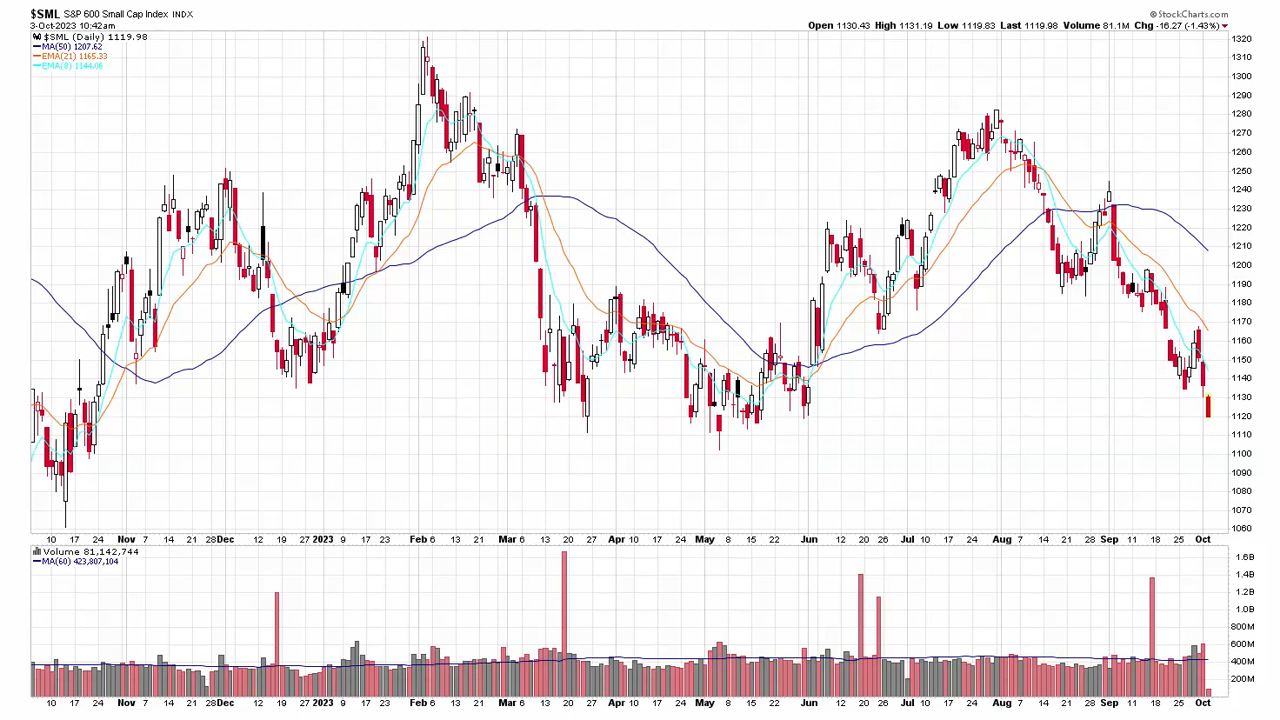 $SML S&P 600 Small Cap Index INDX
© StockCharts.com
3-Oct-2023 10:42am
Open 1130.43 High 1131.19 Low 1119.83 Last 1119.98 Volume 81.1M Chg -16.27 (-1.43%)
$SML (Daily) 1119.98
MA(50) 1207.62
EMA(21) 1165.33
EMA(8) 1144.06
1320
1310
1300
1290
1280
1270
1260
1250
1240
1230
1220
1210
1200
1190
1180
1170
1160
1150
1140
1130
1120
1110
1100
1090
1080
1070
1060
10 17 24 Nov 7 14 21 28 Dec 12 19 27 2023 9 17 23 Feb 6 13 21 Mar 6 13 20 27 Apr 10 17 24 May 8 15 22 Jun 12 20 26 Jul 10 17 24 Aug 7 14 21 28 Sep 11 18 25 Oct
Volume 81,142,744
MA(60) 423,807,104
1.6B
1.4B
1.2B
1.0B
800M
600M
400M
200M
10 17 24 Nov 7 14 21 28 Dec 12 19 27 2023 9 17 23 Feb 6 13 21 Mar 6 13 20 27 Apr 10 17 24 May 8 15 22 Jun 12 20 26 Jul 10 17 24 Aug 7 14 21 28 Sep 11 18 25 Oct